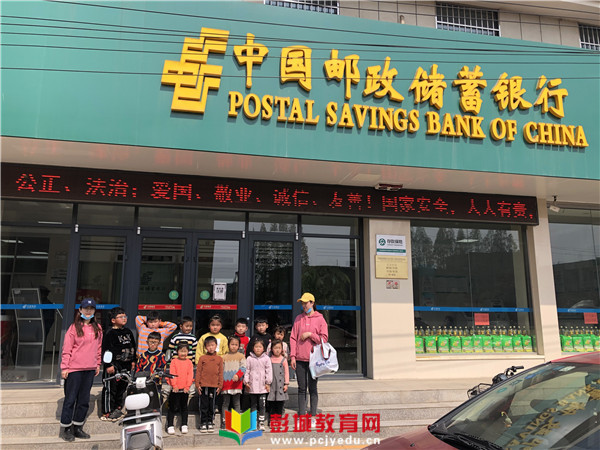 中国邮政储蓄银行
POSTAL SAVINGS BANK OF CHINA
公正、法治；爱国、敬业、诚信、友善！国家安全，人人有责，
彭城教育网
www.pcjyedu.cn